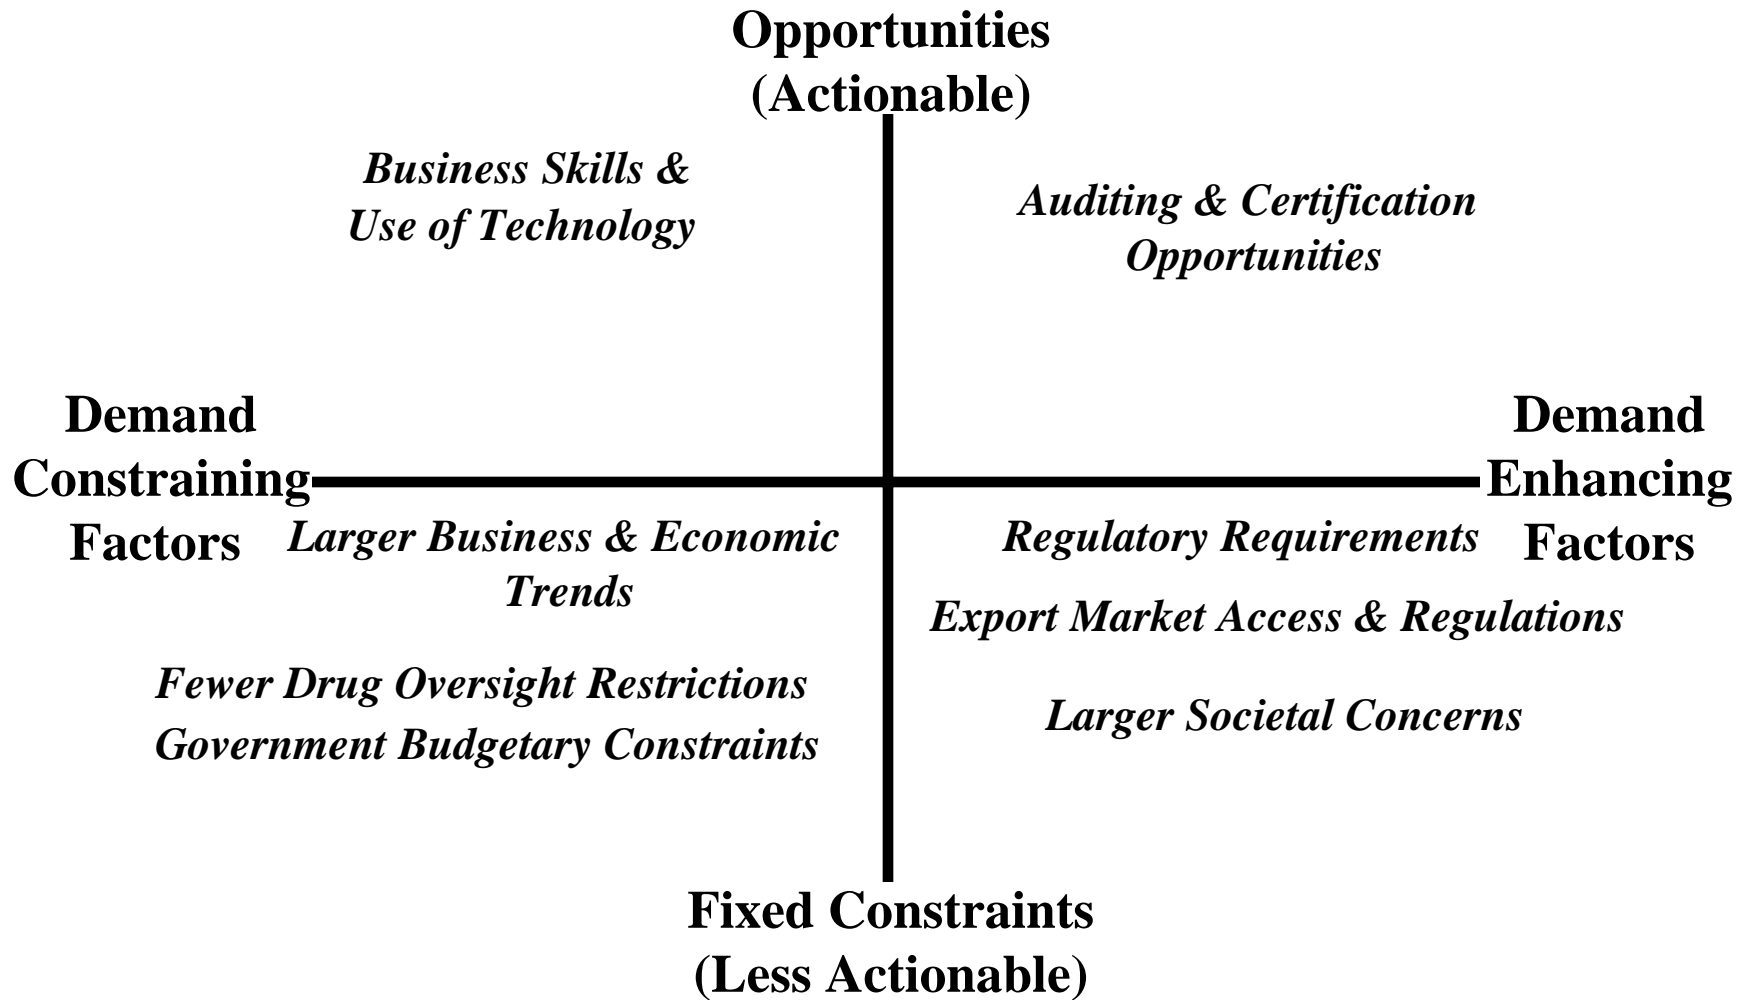 Opportunities
(Actionable)
Business Skills &
Use of Technology
Auditing & Certification
Opportunities
Demand
Constraining
Factors
Demand
Enhancing
Factors
Larger Business & Economic
Trends
Regulatory Requirements
Export Market Access & Regulations
Fewer Drug Oversight Restrictions
Government Budgetary Constraints
Larger Societal Concerns
Fixed Constraints
(Less Actionable)